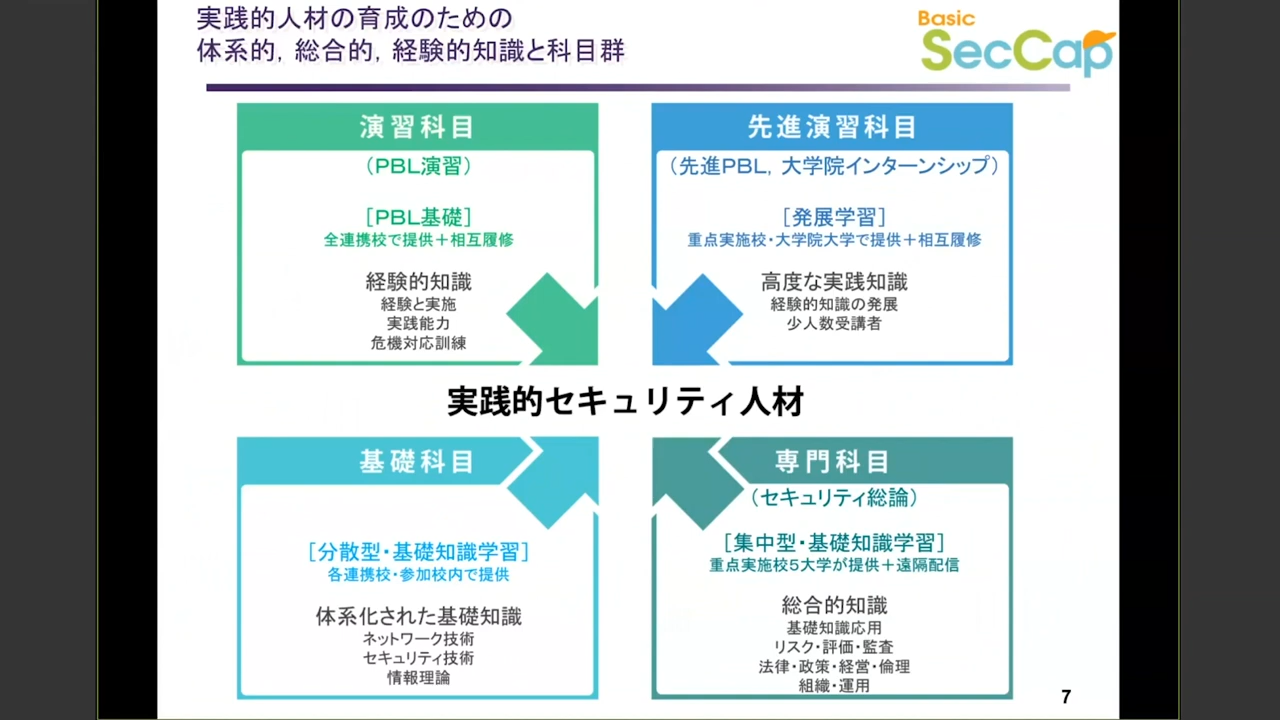 実践的人材の育成のための
体系的，総合的，経験的知識と科目群
Basic
SecCap
演習科目
（PBL演習）
［PBL基礎］
全連携校で提供＋相互履修
経験的知識
経験と実施
実践能力
危機対応訓練
先進演習科目
（先進PBL，大学院インターンシップ）
［発展学習］
重点実施校・大学院大学で提供＋相互履修
高度な実践知識
経験的知識の発展
少人数受講者
実践的セキュリティ人材
基礎科目
［分散型・基礎知識学習］
各連携校・参加校内で提供
体系化された基礎知識
ネットワーク技術
セキュリティ技術
情報理論
専門科目
（セキュリティ総論）
［集中型・基礎知識学習］
重点実施校5大学が提供＋遠隔配信
総合的知識
基礎知識応用
リスク・評価・監査
法律・政策・経営・倫理
組織・運用
7